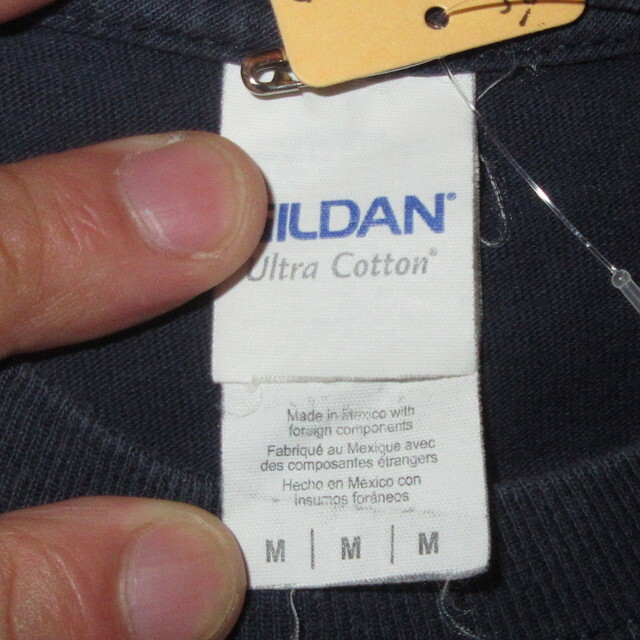 ILDAN®
Ultra Cotton®
Made in Mexico with
foreign components
Fabriqué au Mexique avec
des composantes étrangers
Hecho en Mexico con
insumos foráneos
M | M | M